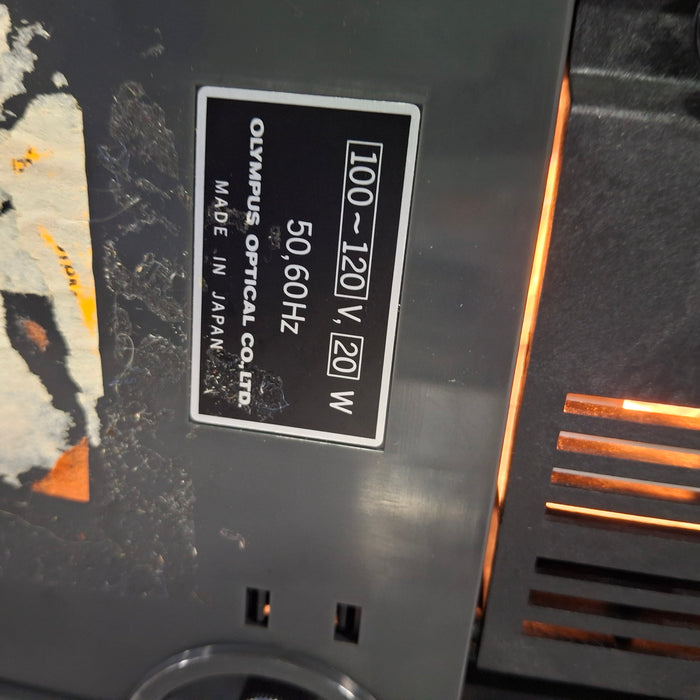 100~120 V, 20 W
50,60Hz
OLYMPUS OPTICAL CO., LTD.
MADE IN JAPAN